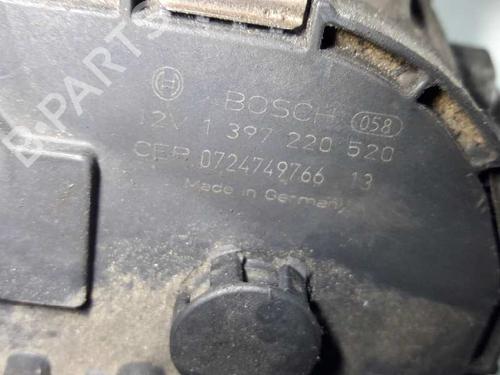 B-PARTS
BOSCH 058
12V 1 397 220 520
CEP 0724749766 13
Made in Germany